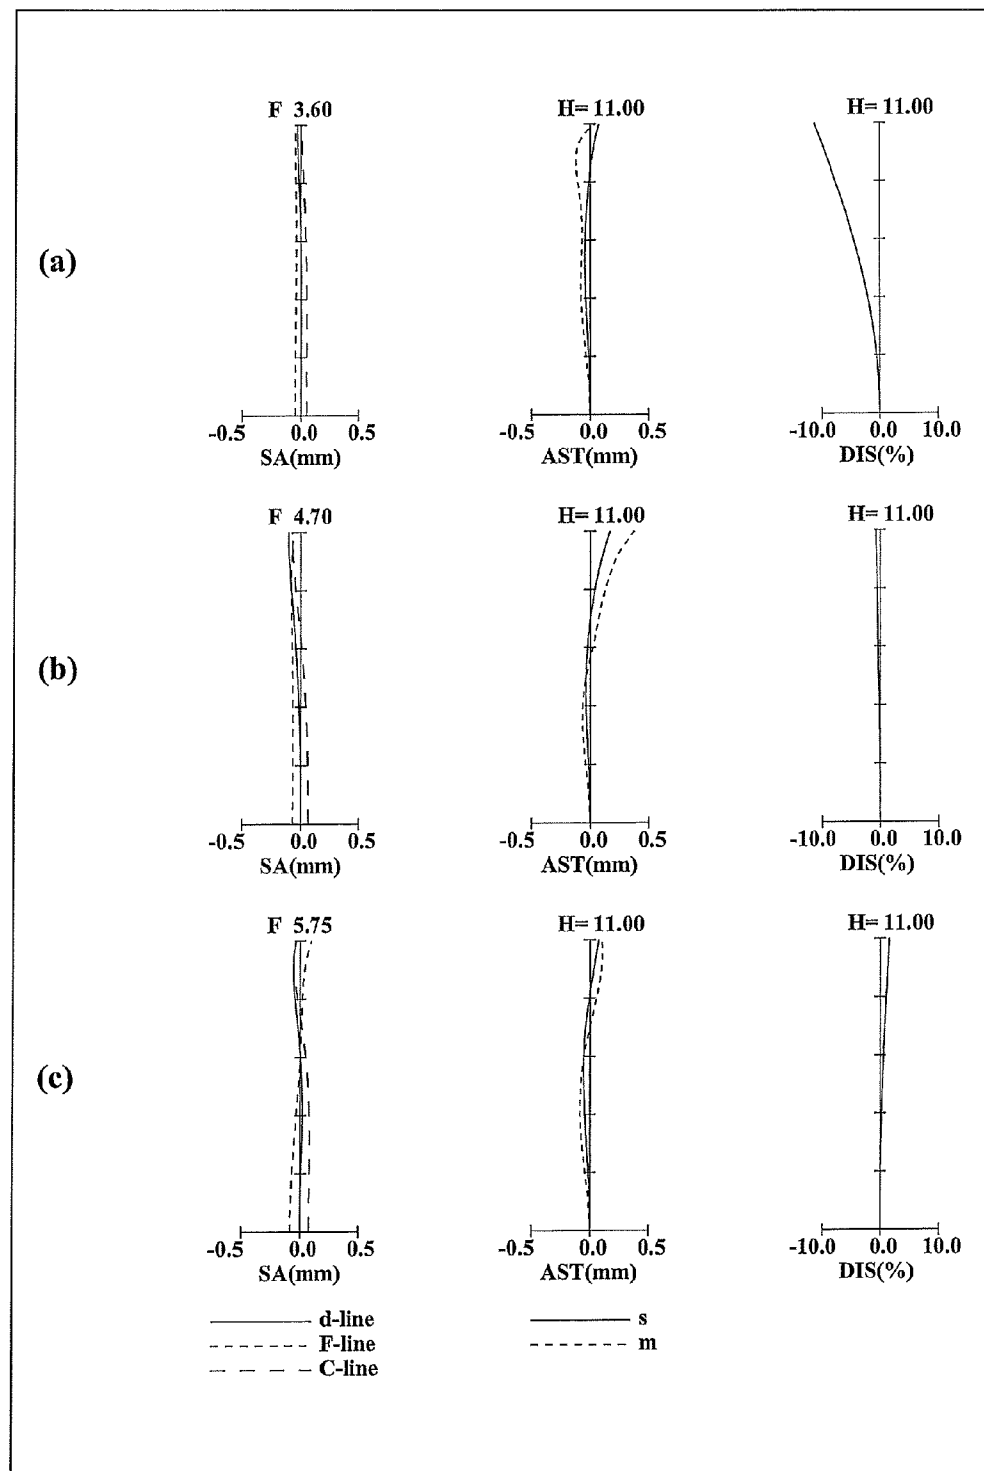 F 3.60 H= 11.00 H= 11.00
(a)
-0.5 0.0 0.5 -0.5 0.0 0.5 -10.0 0.0 10.0
SA(mm) AST(mm) DIS(%)
F 4.70 H= 11.00 H= 11.00
(b)
-0.5 0.0 0.5 -0.5 0.0 0.5 -10.0 0.0 10.0
SA(mm) AST(mm) DIS(%)
F 5.75 H= 11.00 H= 11.00
(c)
-0.5 0.0 0.5 -0.5 0.0 0.5 -10.0 0.0 10.0
SA(mm) AST(mm) DIS(%)
d-line s
F-line m
C-line